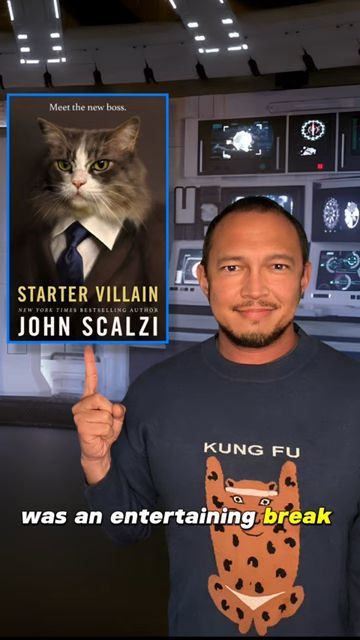 Meet the new boss.
STARTER VILLAIN
NEW YORK TIMES BESTSELLING AUTHOR
JOHN SCALZI
KUNG FU
was an entertaining break